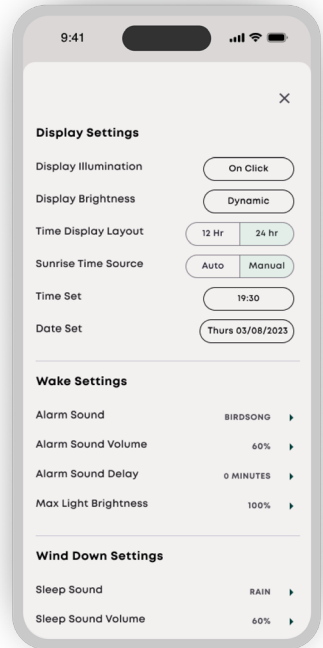 9:41
Display Settings
Display Illumination On Click
Display Brightness Dynamic
Time Display Layout 12 Hr 24 hr
Sunrise Time Source Auto Manual
Time Set 19:30
Date Set Thurs 03/08/2023
Wake Settings
Alarm Sound BIRDSONG
Alarm Sound Volume 60%
Alarm Sound Delay 0 MINUTES
Max Light Brightness 100%
Wind Down Settings
Sleep Sound RAIN
Sleep Sound Volume 60%